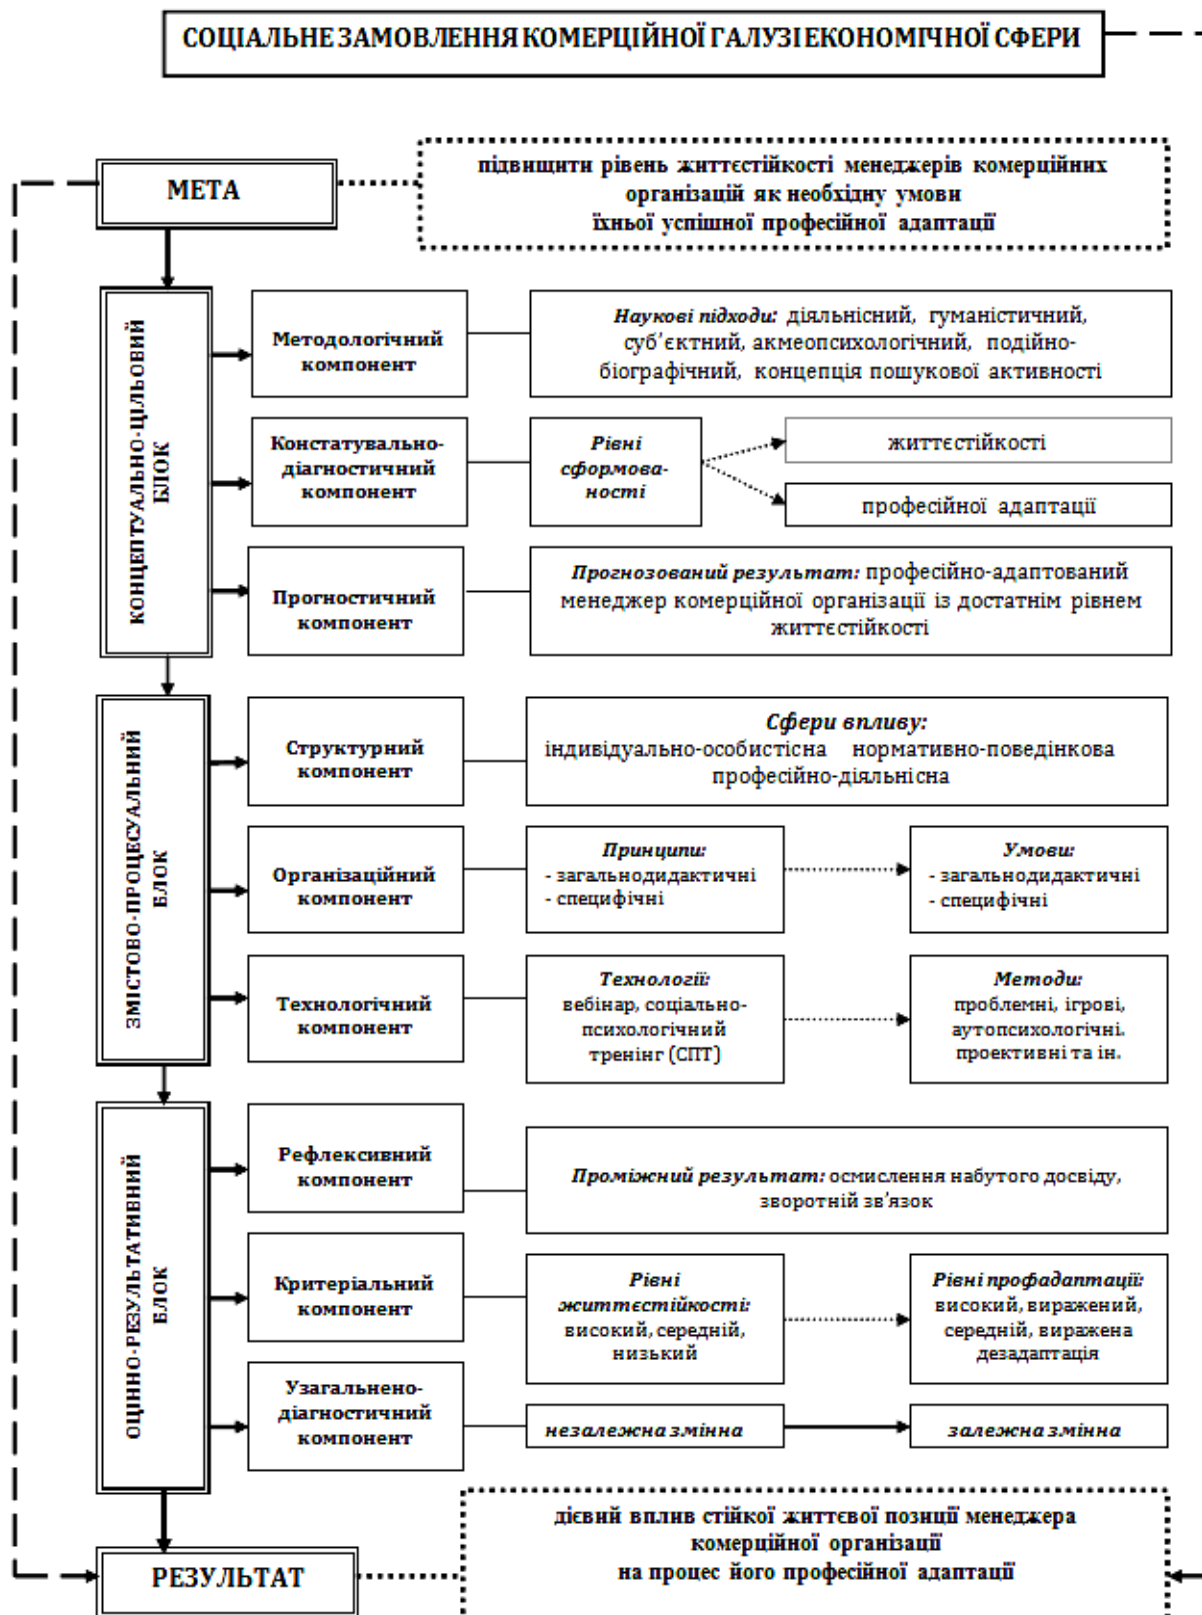 СОЦІАЛЬНЕ ЗАМОВЛЕННЯ КОМЕРЦІЙНОЇ ГАЛУЗІ ЕКОНОМІЧНОЇ СФЕРИ
МЕТА
підвищити рівень життєстійкості менеджерів комерційних
організацій як необхідну умови
їхньої успішної професійної адаптації
КОНЦЕПТУАЛЬНО-ЦІЛЬОВИЙ
БЛОК
Методологічний
компонент
Наукові підходи: діяльнісний, гуманістичний,
суб’єктний, акмеопсихологічний, подійно-
біографічний, концепція пошукової активності
Констатувально-
діагностичний
компонент
Рівні
сформова-
ності
життєстійкості
професійної адаптації
Прогностичний
компонент
Прогнозований результат: професійно-адаптований
менеджер комерційної організації із достатнім рівнем
життєстійкості
ЗМІСТОВО-ПРОЦЕСУАЛЬНИЙ
БЛОК
Структурний
компонент
Сфери впливу:
індивідуально-особистісна нормативно-поведінкова
професійно-діяльнісна
Організаційний
компонент
Принципи:
- загальнодидактичні
- специфічні
Умови:
- загальнодидактичні
- специфічні
Технологічний
компонент
Технології:
вебінар, соціально-
психологічний
тренінг (СПТ)
Методи:
проблемні, ігрові,
аутопсихологічні.
проективні та ін.
ОЦІННО-РЕЗУЛЬТАТИВНИЙ
БЛОК
Рефлексивний
компонент
Проміжний результат: осмислення набутого досвіду,
зворотній зв’язок
Критеріальний
компонент
Рівні
життєстійкості:
високий, середній,
низький
Рівні профадаптації:
високий, виражений,
середній, виражена
дезадаптація
Узагальнено-
діагностичний
компонент
незалежна змінна
залежна змінна
РЕЗУЛЬТАТ
дієвий вплив стійкої життєвої позиції менеджера
комерційної організації
на процес його професійної адаптації